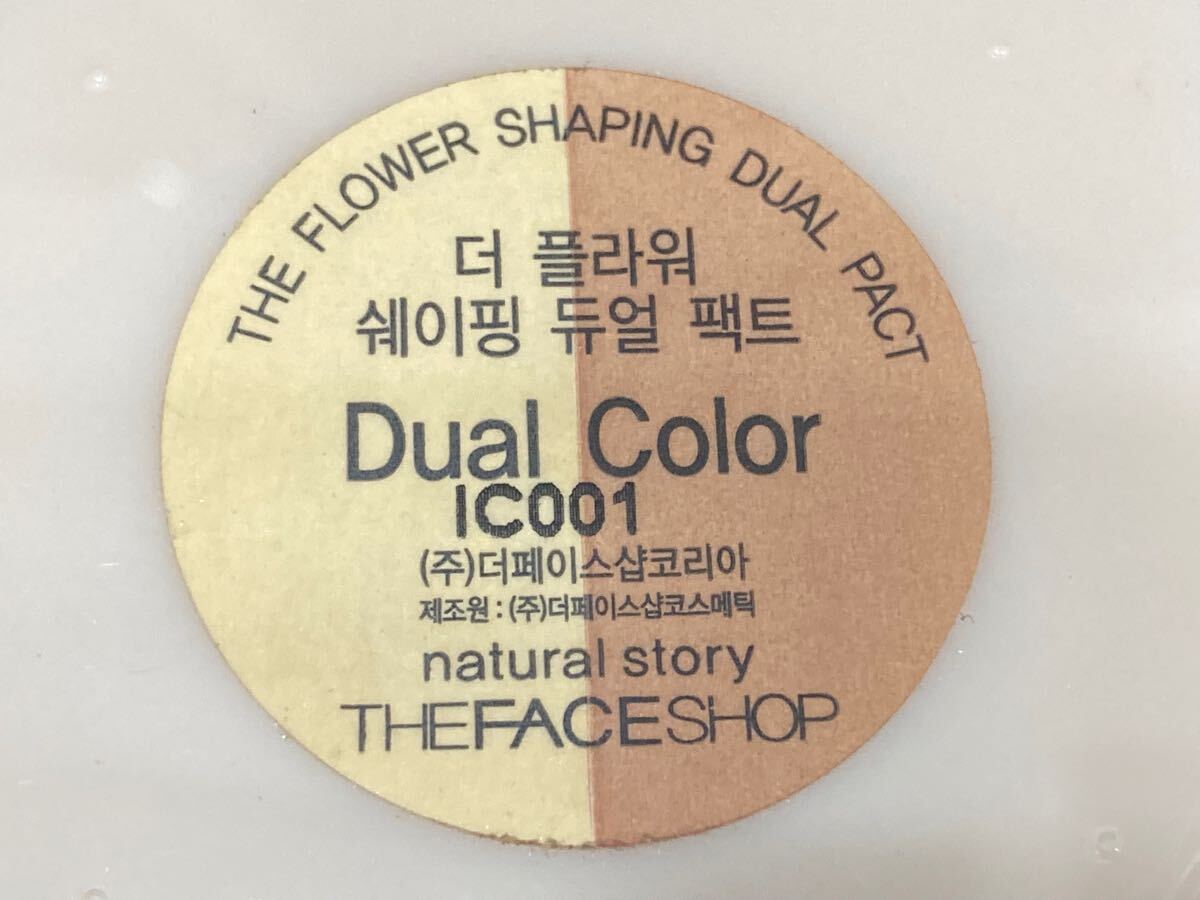 THE FLOWER SHAPING DUAL PACT
더 플라워
쉐이핑 듀얼 팩트
Dual Color
IC001
(주)더페이스샵코리아
제조원 : (주)더페이스샵코스메틱
natural story
THEFACESHOP